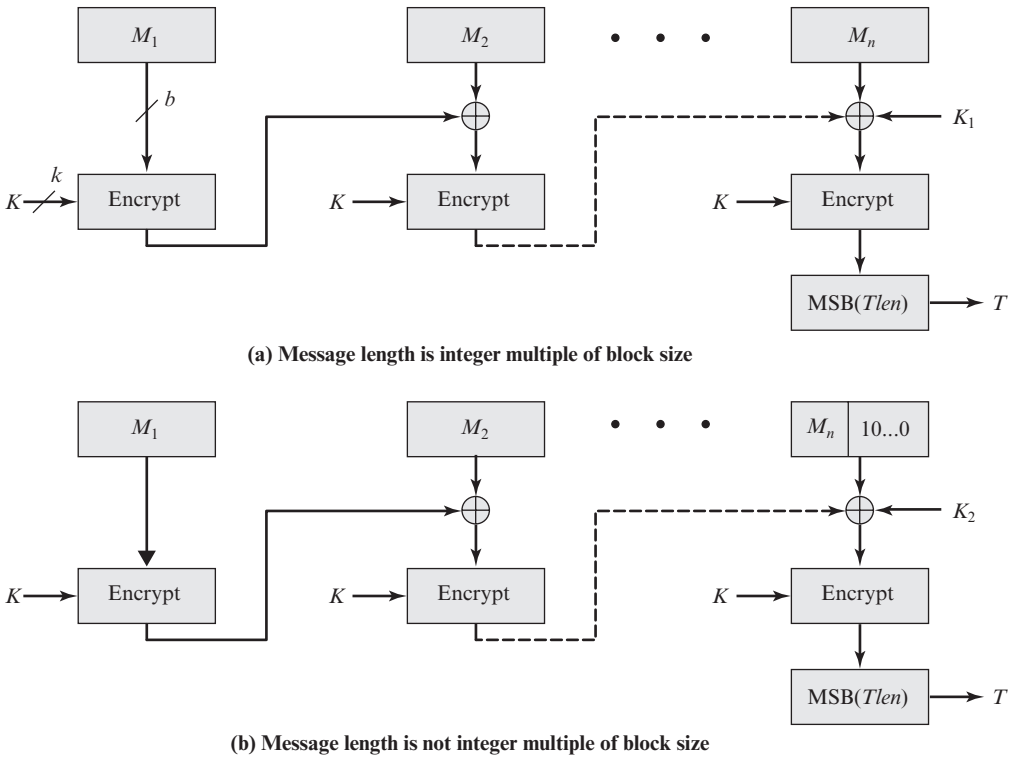 M₁ M₂ • • • Mₙ
b
K₁
k
K Encrypt K Encrypt K Encrypt
MSB(Tlen) T
(a) Message length is integer multiple of block size
M₁ M₂ • • • Mₙ 10...0
K₂
K Encrypt K Encrypt K Encrypt
MSB(Tlen) T
(b) Message length is not integer multiple of block size